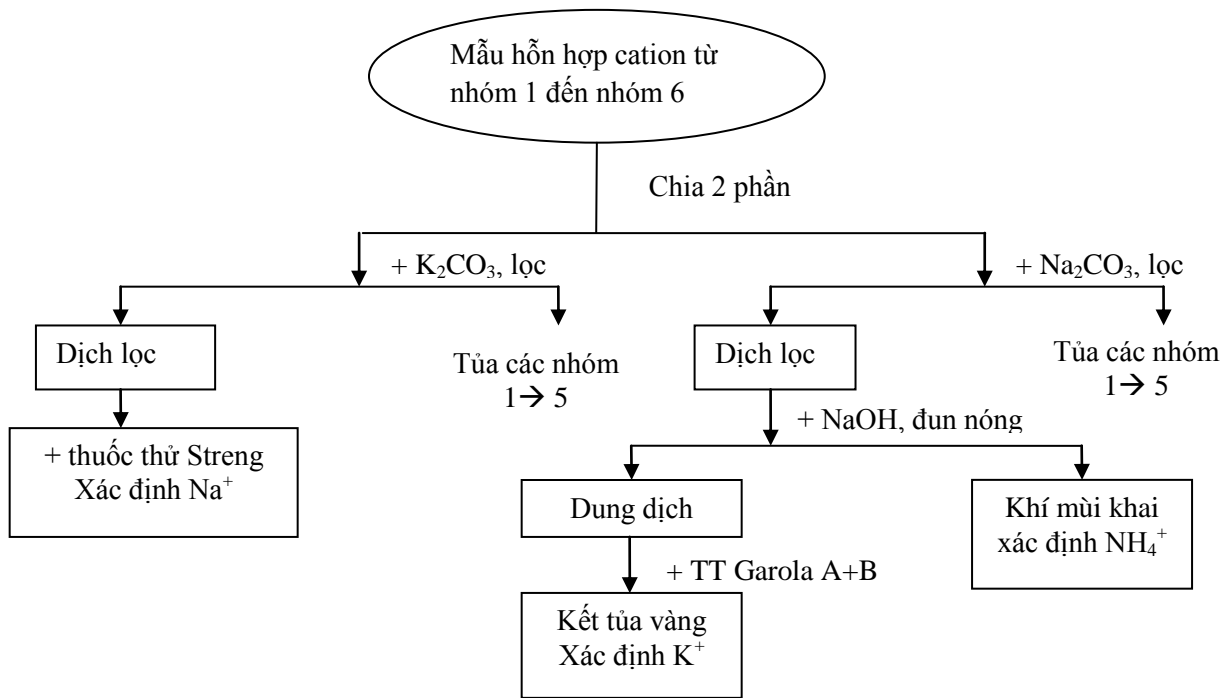 Mẫu hỗn hợp cation từ
nhóm 1 đến nhóm 6
Chia 2 phần
+ K₂CO₃, lọc
+ Na₂CO₃, lọc
Dịch lọc
Tủa các nhóm
1→ 5
Dịch lọc
Tủa các nhóm
1→ 5
+ thuốc thử Streng
Xác định Na⁺
+ NaOH, đun nóng
Dung dịch
Khí mùi khai
xác định NH₄⁺
+ TT Garola A+B
Kết tủa vàng
Xác định K⁺